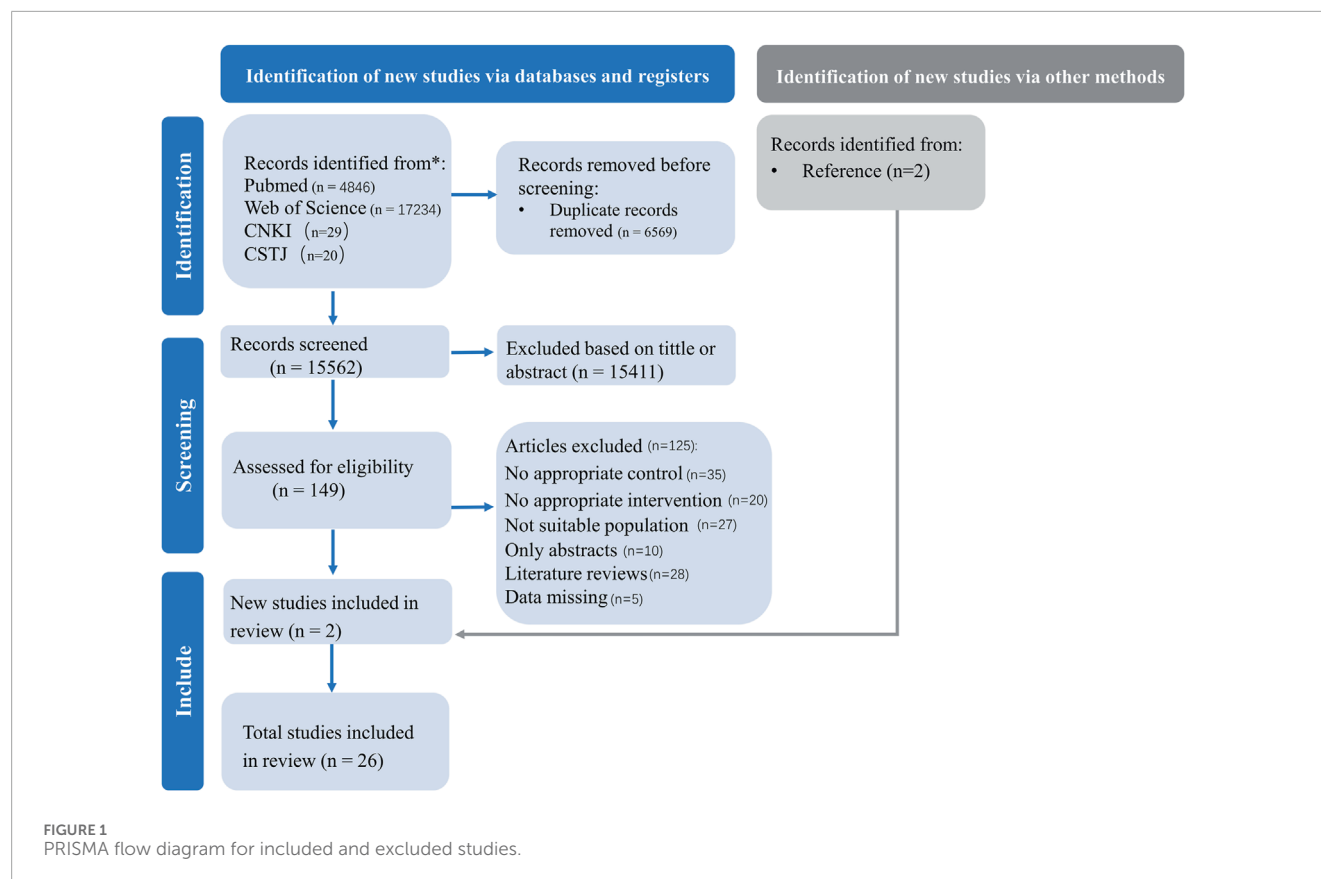 Identification of new studies via databases and registers
Identification of new studies via other methods
Identification
Records identified from*:
Pubmed (n = 4846)
Web of Science (n = 17234)
CNKI (n=29)
CSTJ (n=20)
Records removed before
screening:
• Duplicate records
removed (n = 6569)
Records identified from:
• Reference (n=2)
Screening
Records screened
(n = 15562)
Excluded based on tittle or
abstract (n = 15411)
Assessed for eligibility
(n = 149)
Articles excluded (n=125):
No appropriate control (n=35)
No appropriate intervention (n=20)
Not suitable population (n=27)
Only abstracts (n=10)
Literature reviews (n=28)
Data missing (n=5)
Include
New studies included in
review (n = 2)
Total studies included
in review (n = 26)
FIGURE 1
PRISMA flow diagram for included and excluded studies.